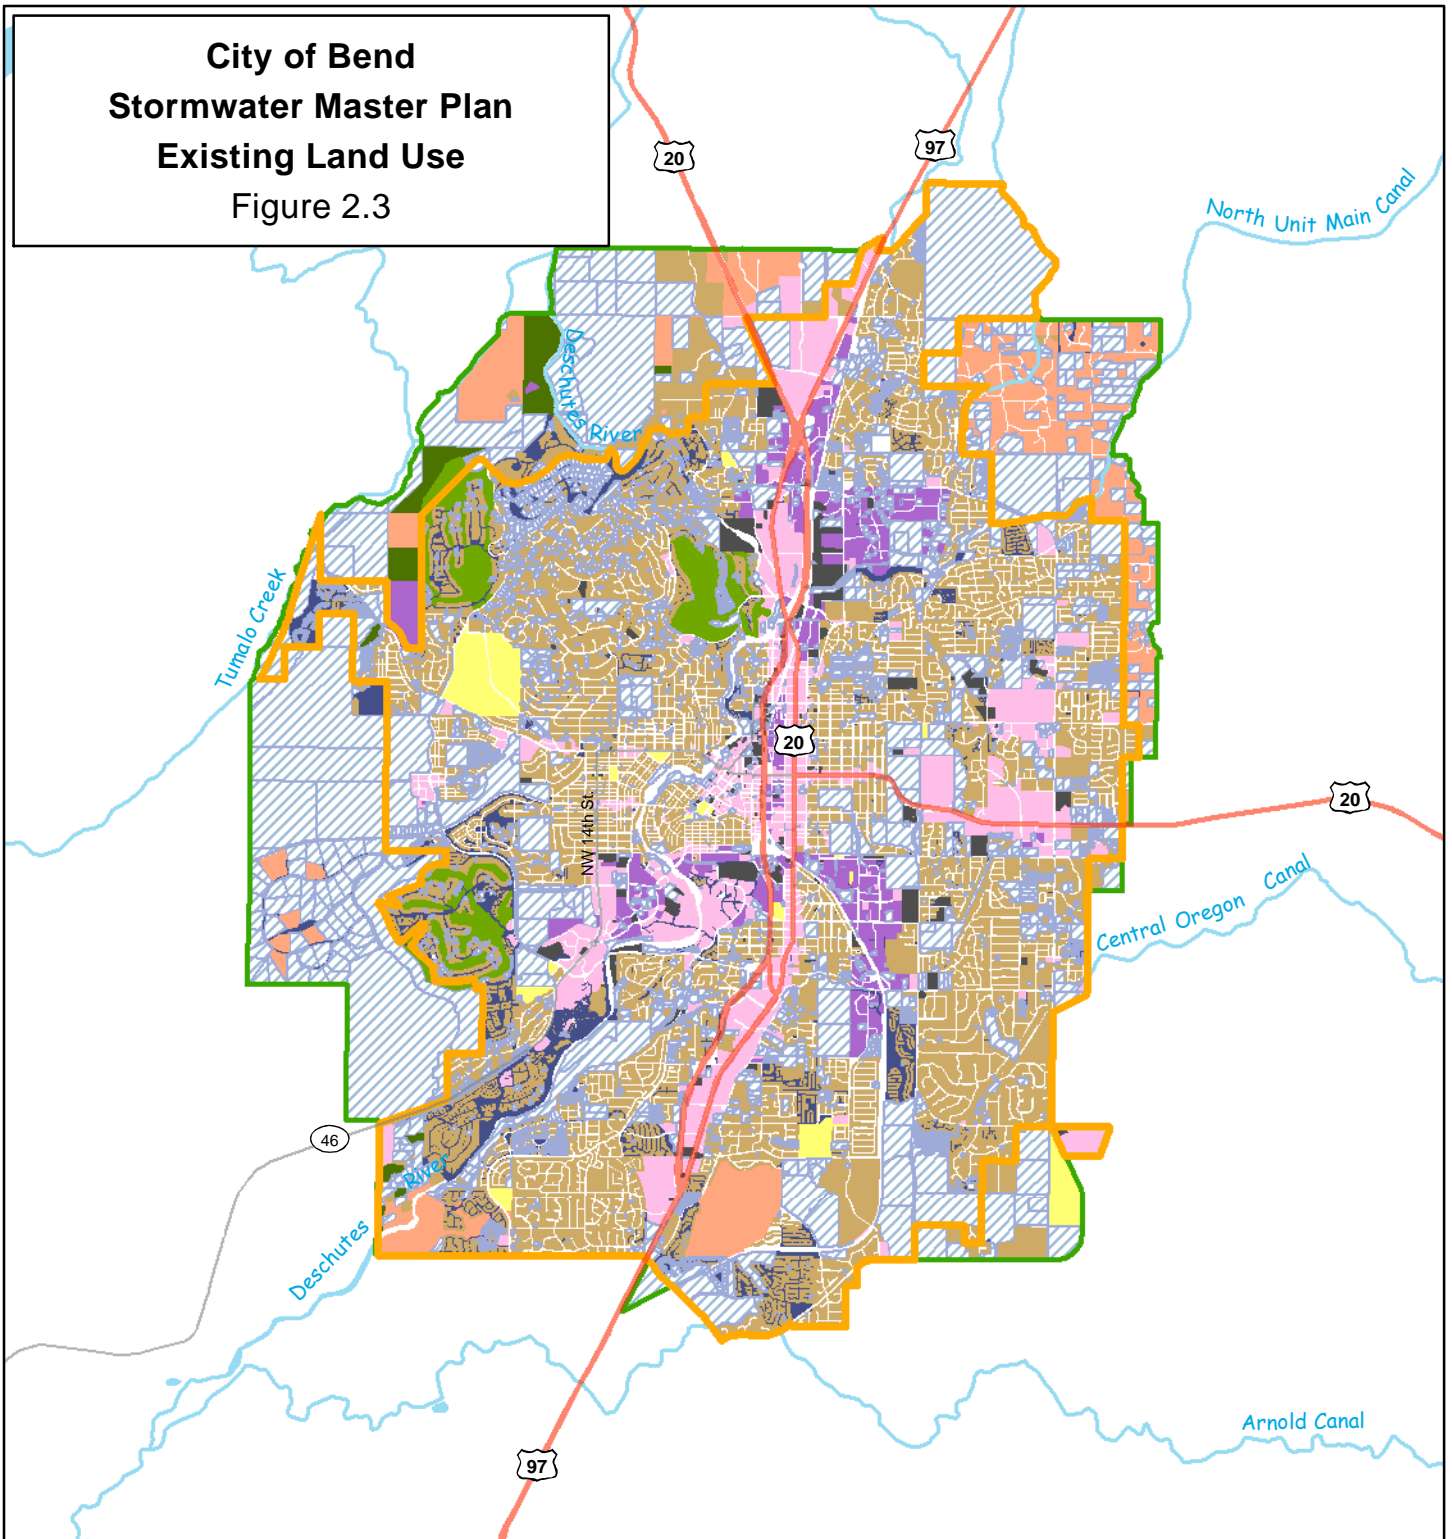 City of Bend
Stormwater Master Plan
Existing Land Use
Figure 2.3
20
97
North Unit Main Canal
Deschutes River
Tumalo Creek
20
NW 14th St.
20
Central Oregon Canal
46
River
Deschutes
Arnold Canal
97